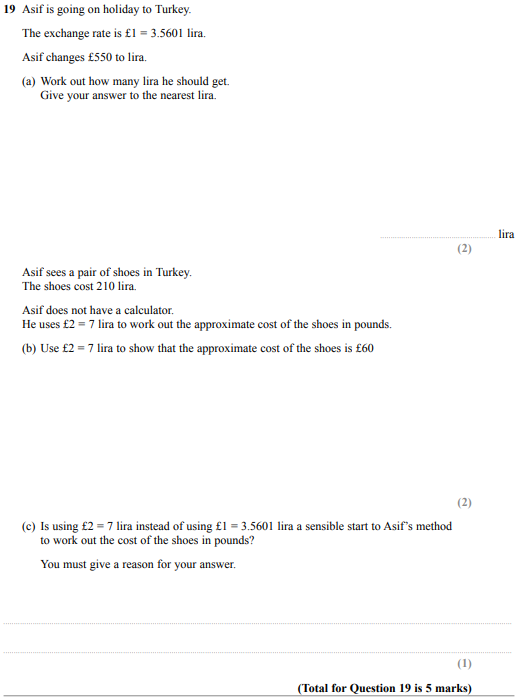 19 Asif is going on holiday to Turkey.
The exchange rate is £1 = 3.5601 lira.
Asif changes £550 to lira.
(a) Work out how many lira he should get.
Give your answer to the nearest lira.
lira
(2)
Asif sees a pair of shoes in Turkey.
The shoes cost 210 lira.
Asif does not have a calculator.
He uses £2 = 7 lira to work out the approximate cost of the shoes in pounds.
(b) Use £2 = 7 lira to show that the approximate cost of the shoes is £60
(2)
(c) Is using £2 = 7 lira instead of using £1 = 3.5601 lira a sensible start to Asif's method
to work out the cost of the shoes in pounds?
You must give a reason for your answer.
(1)
(Total for Question 19 is 5 marks)